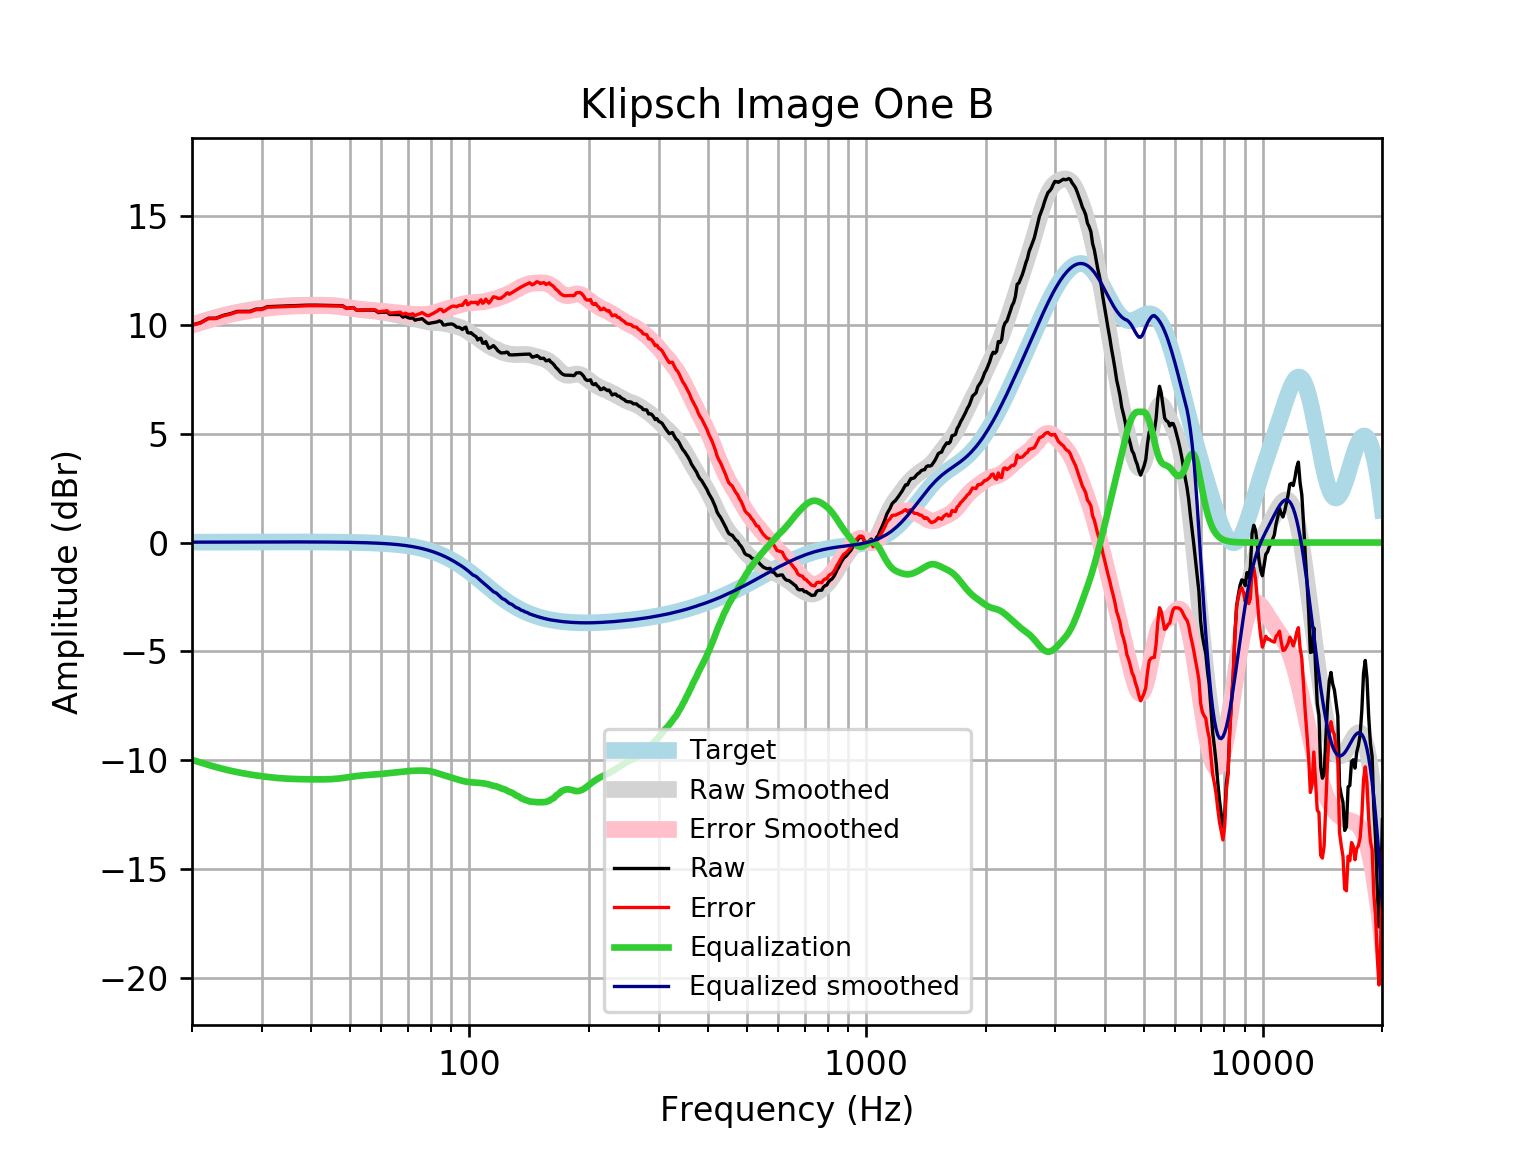 Klipsch Image One B
Amplitude (dBr)
15
10
5
0
−5
−10
−15
−20
Target
Raw Smoothed
Error Smoothed
Raw
Error
Equalization
Equalized smoothed
100 1000 10000
Frequency (Hz)